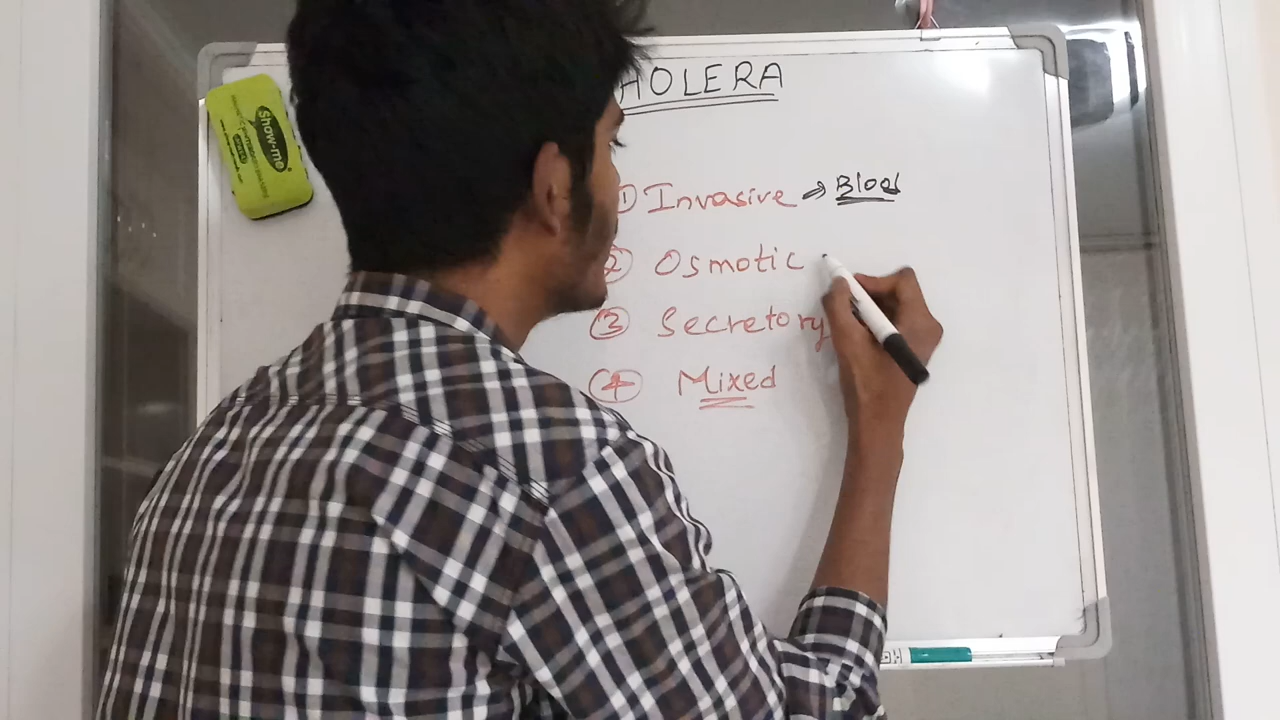 HOLERA
Show-me
① Invasive ⇒ Blood
② Osmotic
③ Secretory
④ Mixed